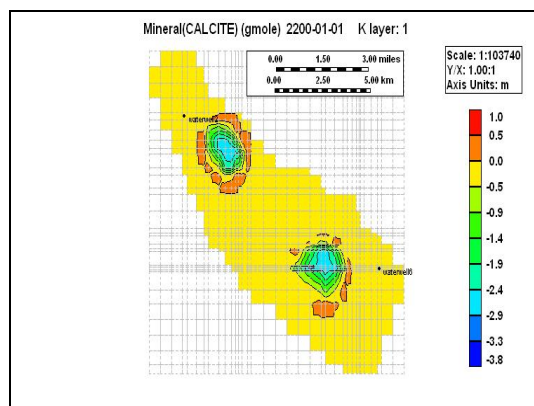 Mineral(CALCITE) (gmole) 2200-01-01 K layer: 1
0.00 1.50 3.00 miles
0.00 2.50 5.00 km
Scale: 1:103740
Y/X: 1.00:1
Axis Units: m
waterwell6
1.0
0.5
0.0
-0.5
-0.9
-1.4
-1.9
-2.4
-2.9
-3.3
-3.8